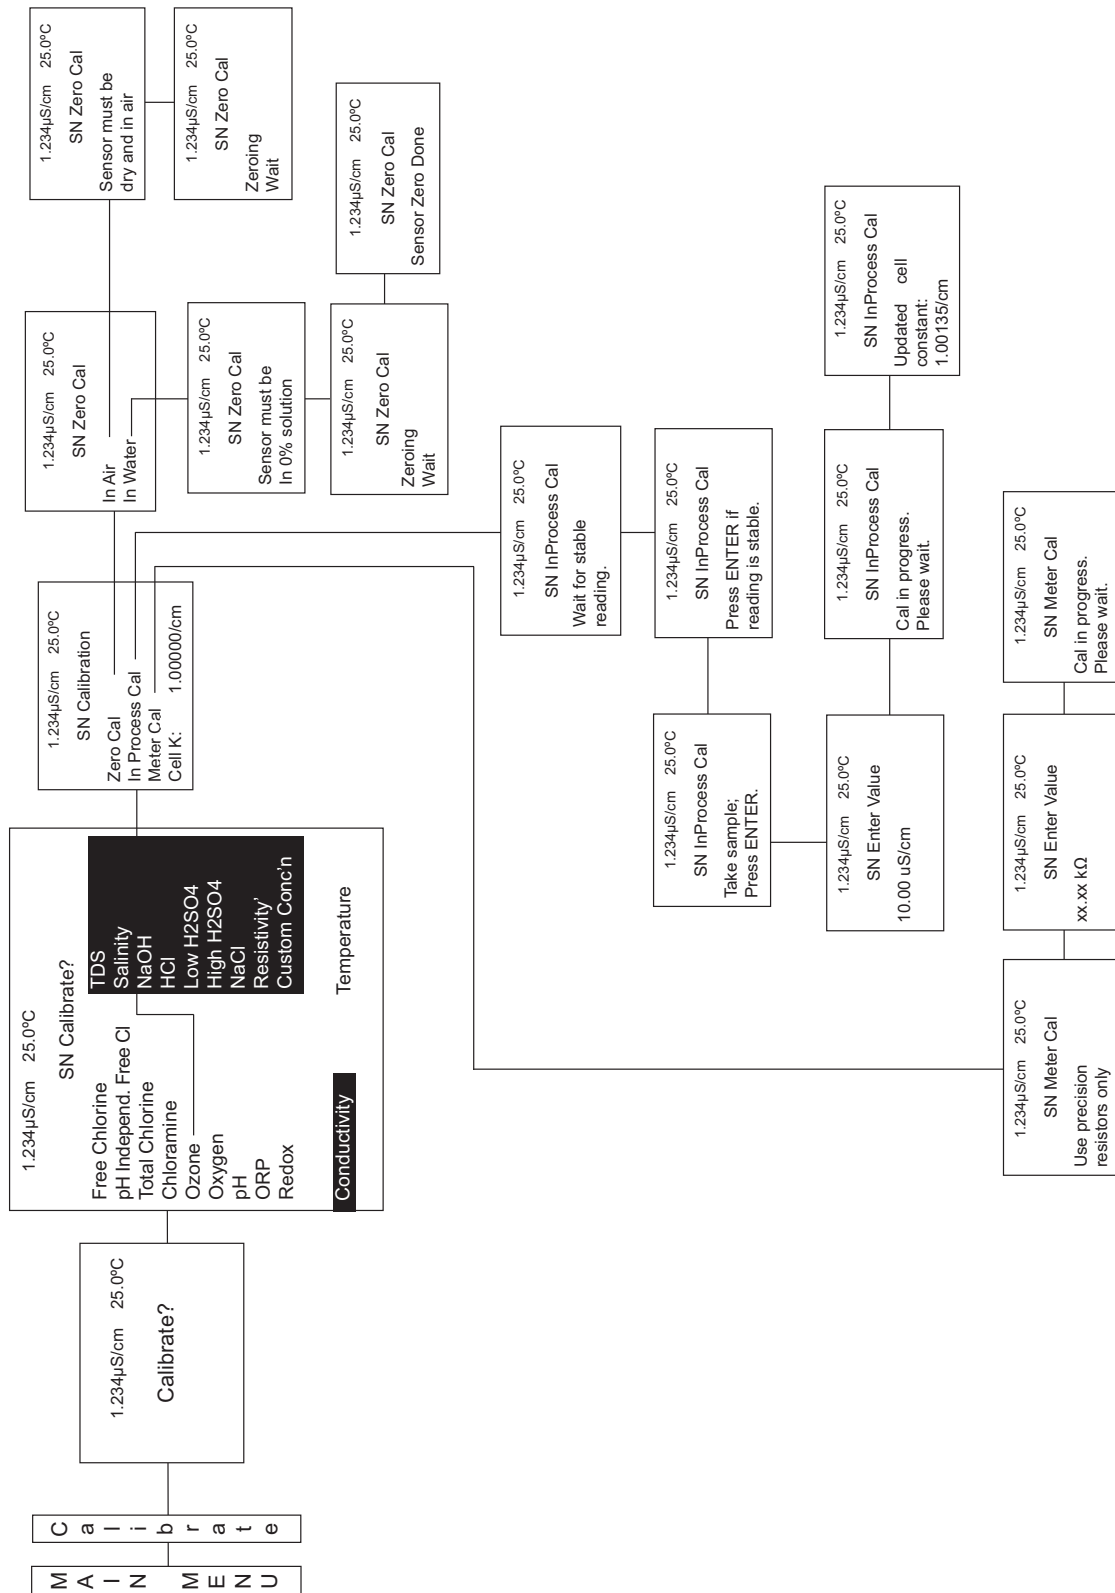 MAIN MENU
Calibrate
1.234µS/cm 25.0ºC
Calibrate?
1.234µS/cm 25.0ºC
SN Calibrate?
Free Chlorine
pH Independ. Free Cl
Total Chlorine
Chloramine
Ozone
Oxygen
pH
ORP
Redox
Conductivity
TDS
Salinity
NaOH
HCl
Low H2SO4
High H2SO4
NaCl
Resistivity'
Custom Conc'n
Temperature
1.234µS/cm 25.0ºC
SN Calibration
Zero Cal
In Process Cal
Meter Cal
Cell K: 1.00000/cm
1.234µS/cm 25.0ºC
SN Zero Cal
In Air
In Water
1.234µS/cm 25.0ºC
SN Zero Cal
Sensor must be
dry and in air
1.234µS/cm 25.0ºC
SN Zero Cal
Zeroing
Wait
1.234µS/cm 25.0ºC
SN Zero Cal
Sensor must be
In 0% solution
1.234µS/cm 25.0ºC
SN Zero Cal
Zeroing
Wait
1.234µS/cm 25.0ºC
SN Zero Cal
Sensor Zero Done
1.234µS/cm 25.0ºC
SN InProcess Cal
Wait for stable
reading.
1.234µS/cm 25.0ºC
SN InProcess Cal
Press ENTER if
reading is stable.
1.234µS/cm 25.0ºC
SN InProcess Cal
Take sample;
Press ENTER.
1.234µS/cm 25.0ºC
SN Enter Value
10.00 uS/cm
1.234µS/cm 25.0ºC
SN InProcess Cal
Cal in progress.
Please wait.
1.234µS/cm 25.0ºC
SN InProcess Cal
Updated cell
constant:
1.00135/cm
1.234µS/cm 25.0ºC
SN Meter Cal
Use precision
resistors only
1.234µS/cm 25.0ºC
SN Enter Value
xx.xx kΩ
1.234µS/cm 25.0ºC
SN Meter Cal
Cal in progress.
Please wait.